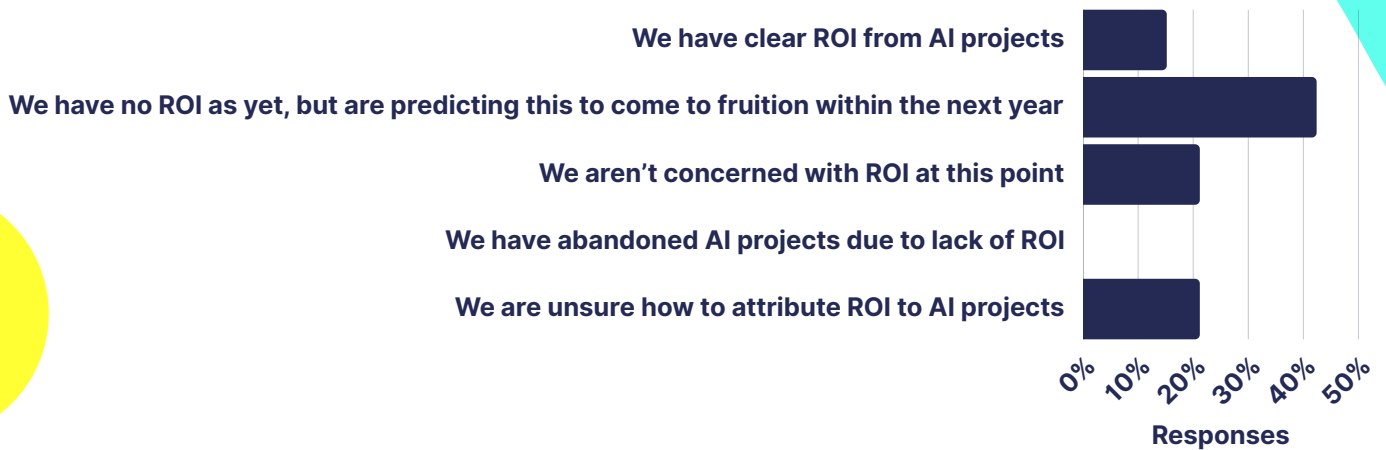 We have clear ROI from AI projects
We have no ROI as yet, but are predicting this to come to fruition within the next year
We aren’t concerned with ROI at this point
We have abandoned AI projects due to lack of ROI
We are unsure how to attribute ROI to AI projects
0%
10%
20%
30%
40%
50%
Responses